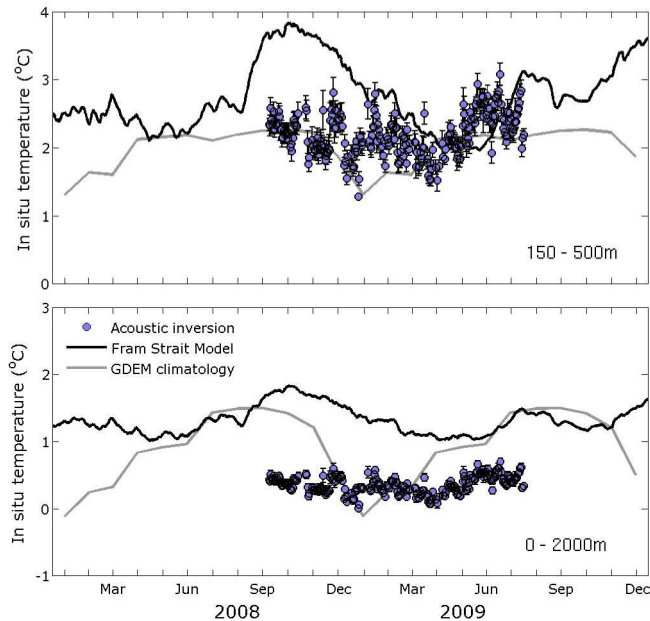 4
3
2
1
0
In situ temperature (°C)
150 - 500m
3
2
1
0
-1
In situ temperature (°C)
Acoustic inversion
Fram Strait Model
GDEM climatology
0 - 2000m
Mar Jun Sep Dec Mar Jun Sep Dec
2008 2009